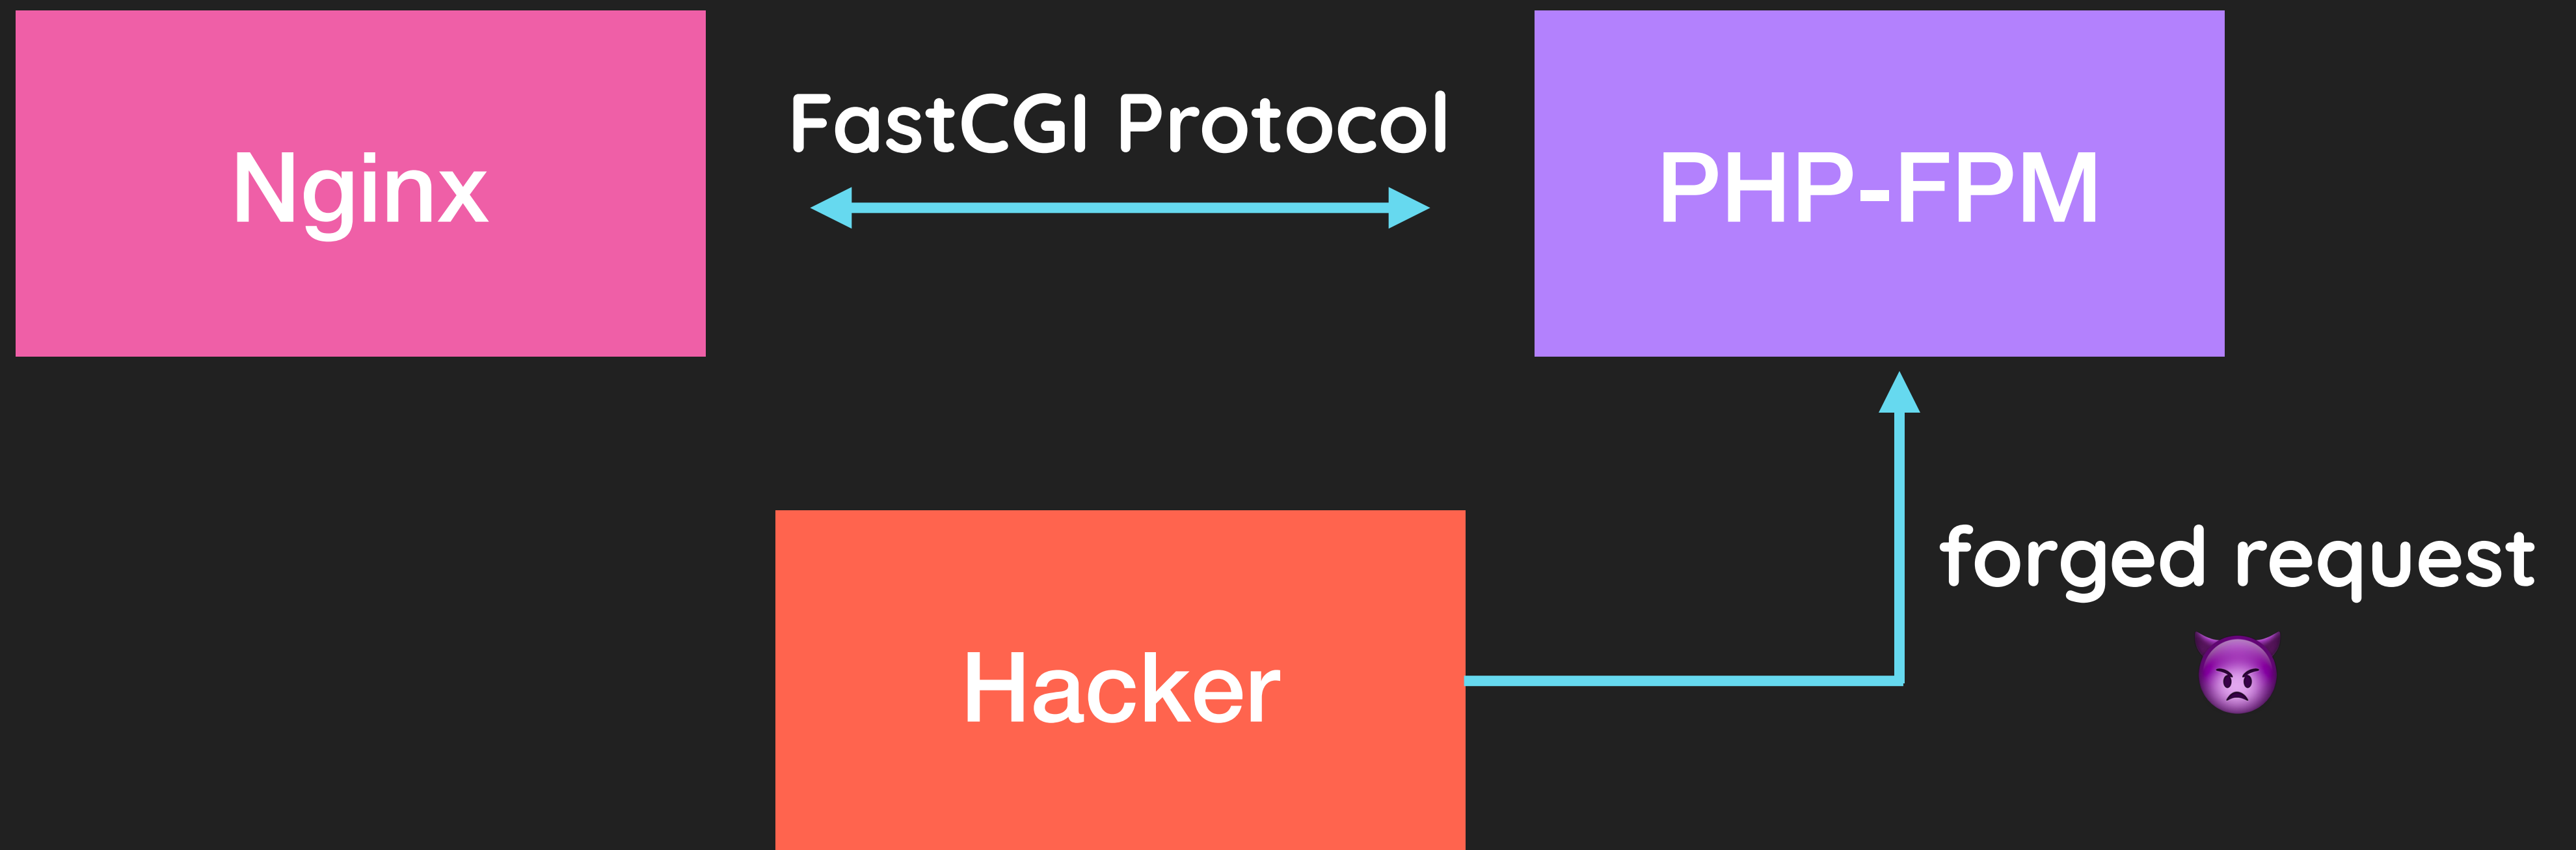 Nginx
FastCGI Protocol
PHP-FPM
Hacker
forged request